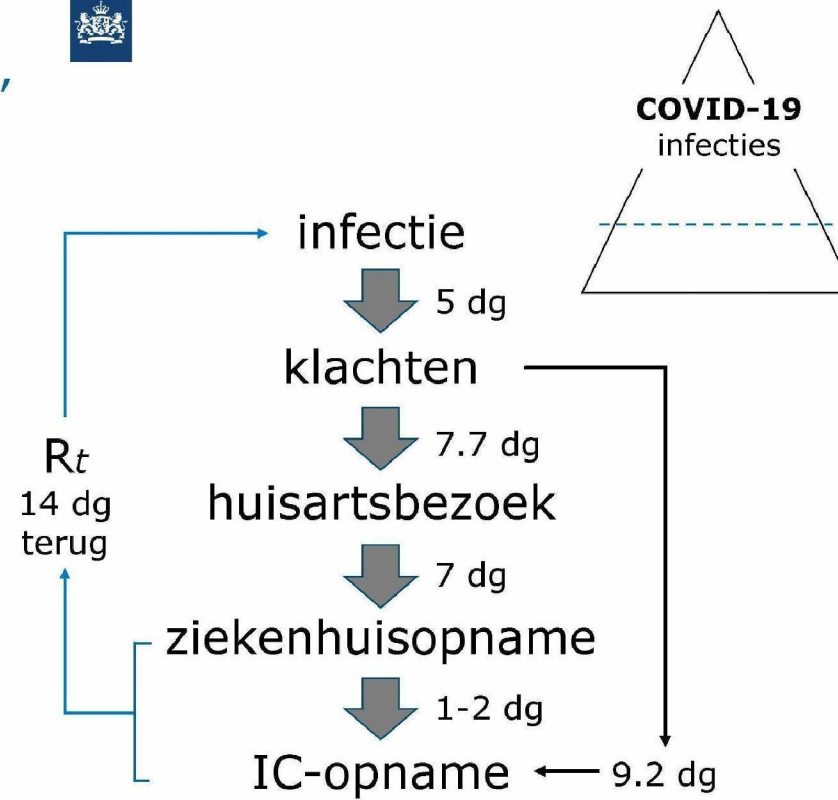 ,
COVID-19
infecties
infectie
5 dg
klachten
7.7 dg
Rt
14 dg
terug
huisartsbezoek
7 dg
ziekenhuisopname
1-2 dg
IC-opname
9.2 dg